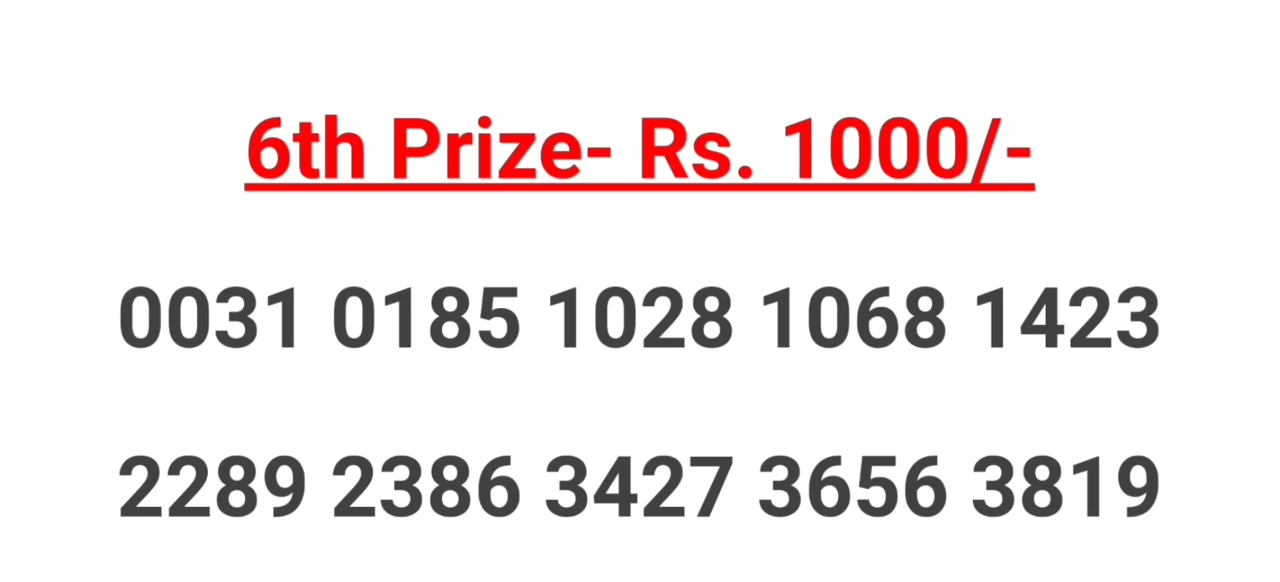 6th Prize- Rs. 1000/-
0031 0185 1028 1068 1423
2289 2386 3427 3656 3819